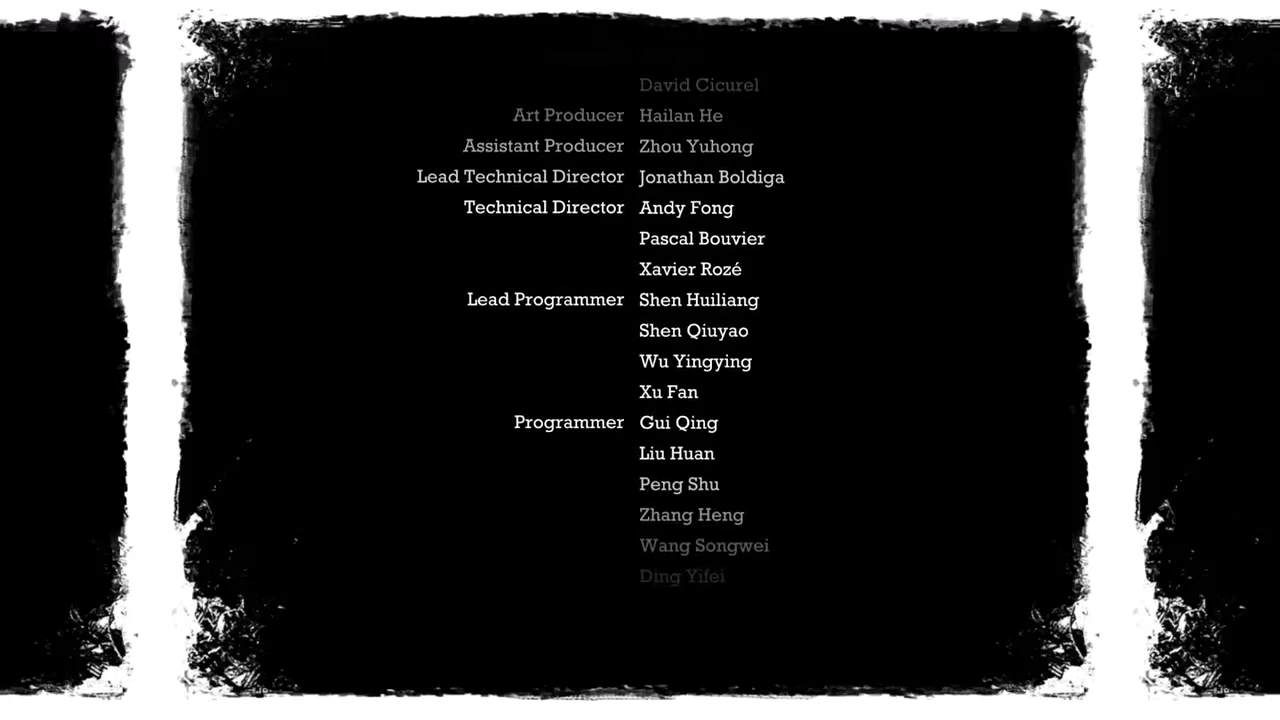 David Cicurel
Art Producer Hailan He
Assistant Producer Zhou Yuhong
Lead Technical Director Jonathan Boldiga
Technical Director Andy Fong
Pascal Bouvier
Xavier Rozé
Lead Programmer Shen Huiliang
Shen Qiuyao
Wu Yingying
Xu Fan
Programmer Gui Qing
Liu Huan
Peng Shu
Zhang Heng
Wang Songwei
Ding Yifei